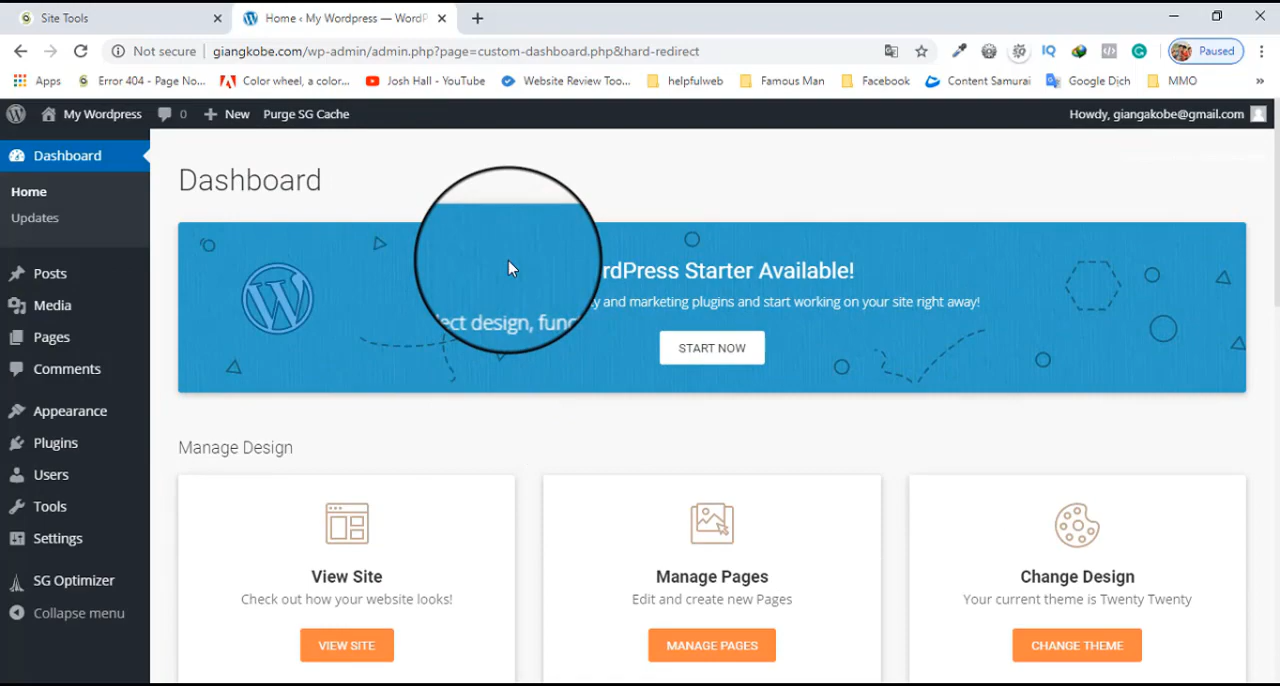 Site Tools
Home ‹ My Wordpress — WordP
Not secure giangkobe.com/wp-admin/admin.php?page=custom-dashboard.php&hard-redirect
IQ
Paused
Apps
Error 404 - Page No...
Color wheel, a color...
Josh Hall - YouTube
Website Review Too...
helpfulweb
Famous Man
Facebook
Content Samurai
Google Dịch
MMO
»
My Wordpress
0
New
Purge SG Cache
Howdy, giangakobe@gmail.com
Dashboard
Home
Updates
Posts
Media
Pages
Comments
Appearance
Plugins
Users
Tools
Settings
SG Optimizer
Collapse menu
Dashboard
rdPress Starter Available!
ect design, func
y and marketing plugins and start working on your site right away!
START NOW
Manage Design
View Site
Check out how your website looks!
VIEW SITE
Manage Pages
Edit and create new Pages
MANAGE PAGES
Change Design
Your current theme is Twenty Twenty
CHANGE THEME